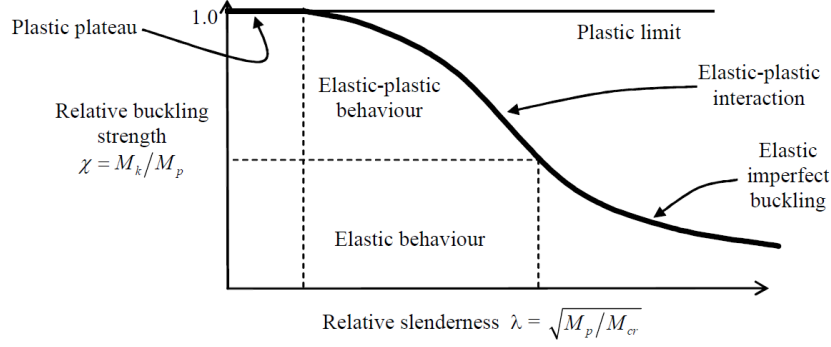 1.0
Plastic plateau
Plastic limit
Elastic-plastic
behaviour
Elastic-plastic
interaction
Relative buckling
strength
χ = M_k/M_p
Elastic
imperfect
buckling
Elastic behaviour
Relative slenderness λ = √M_p/M_cr